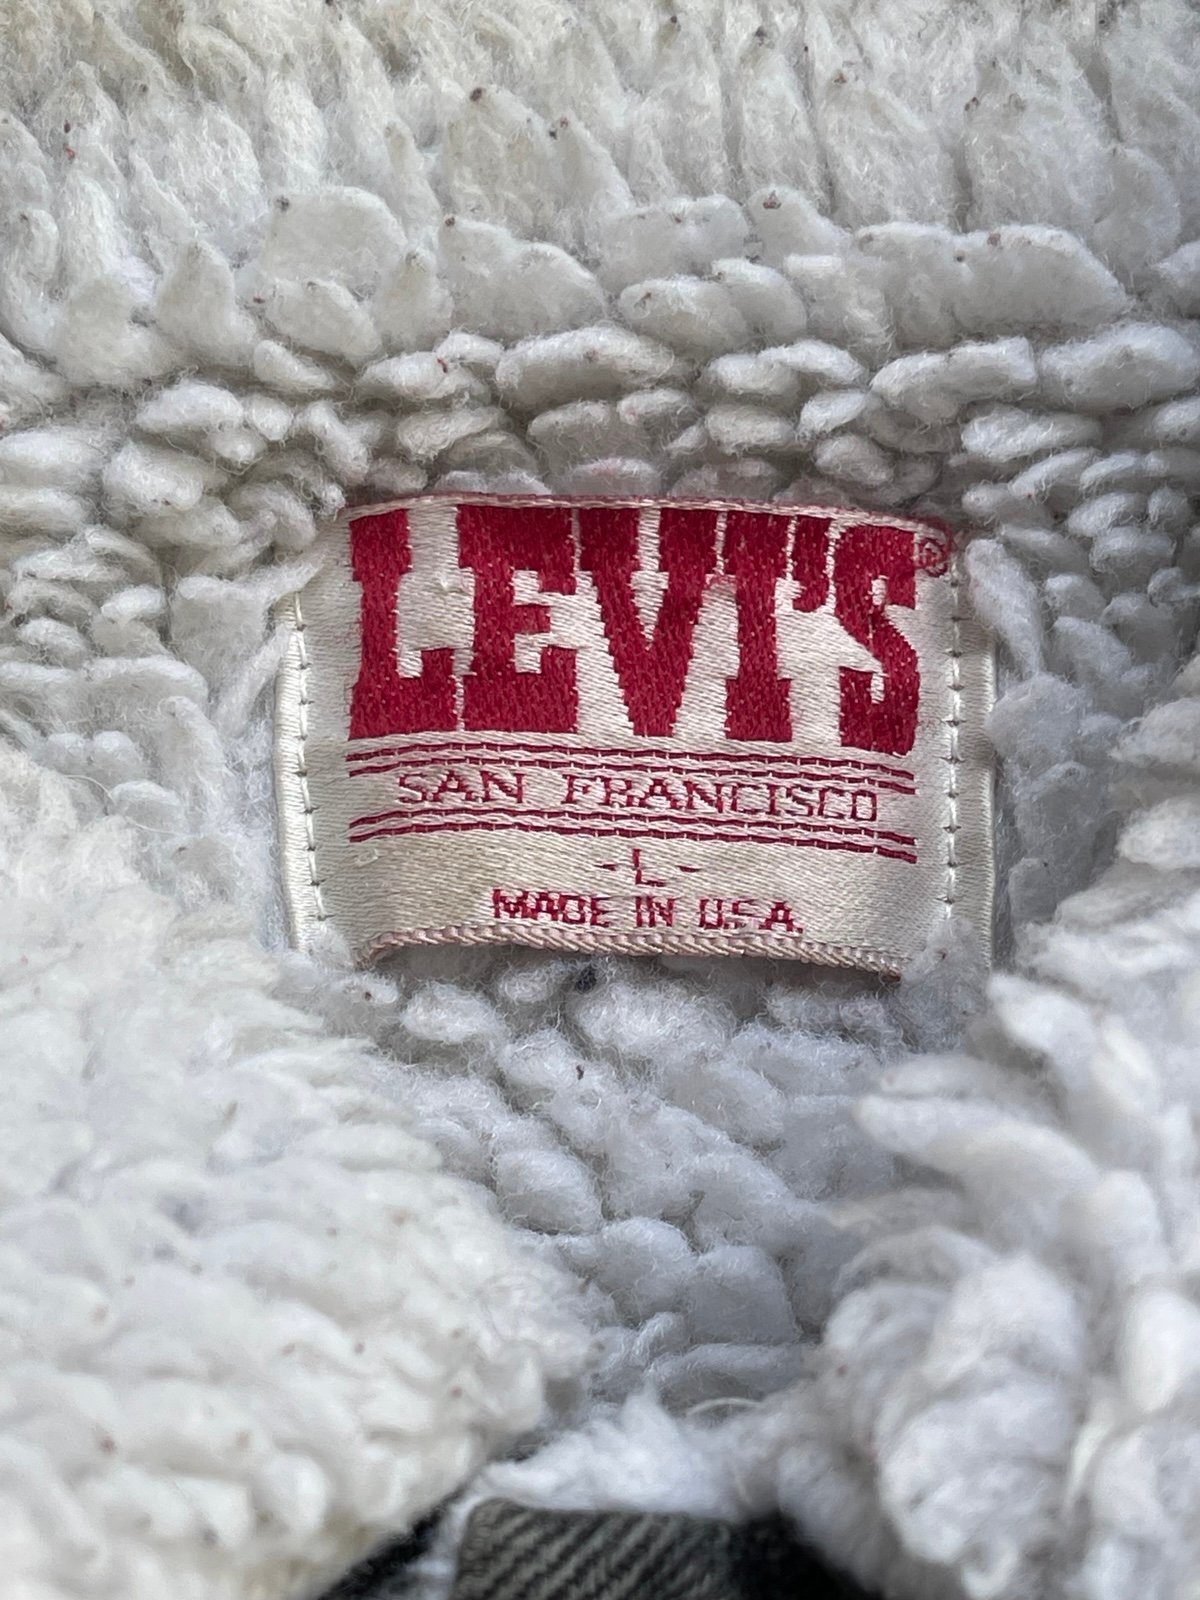 LEVI'S®
SAN FRANCISCO
-L-
MADE IN U.S.A.